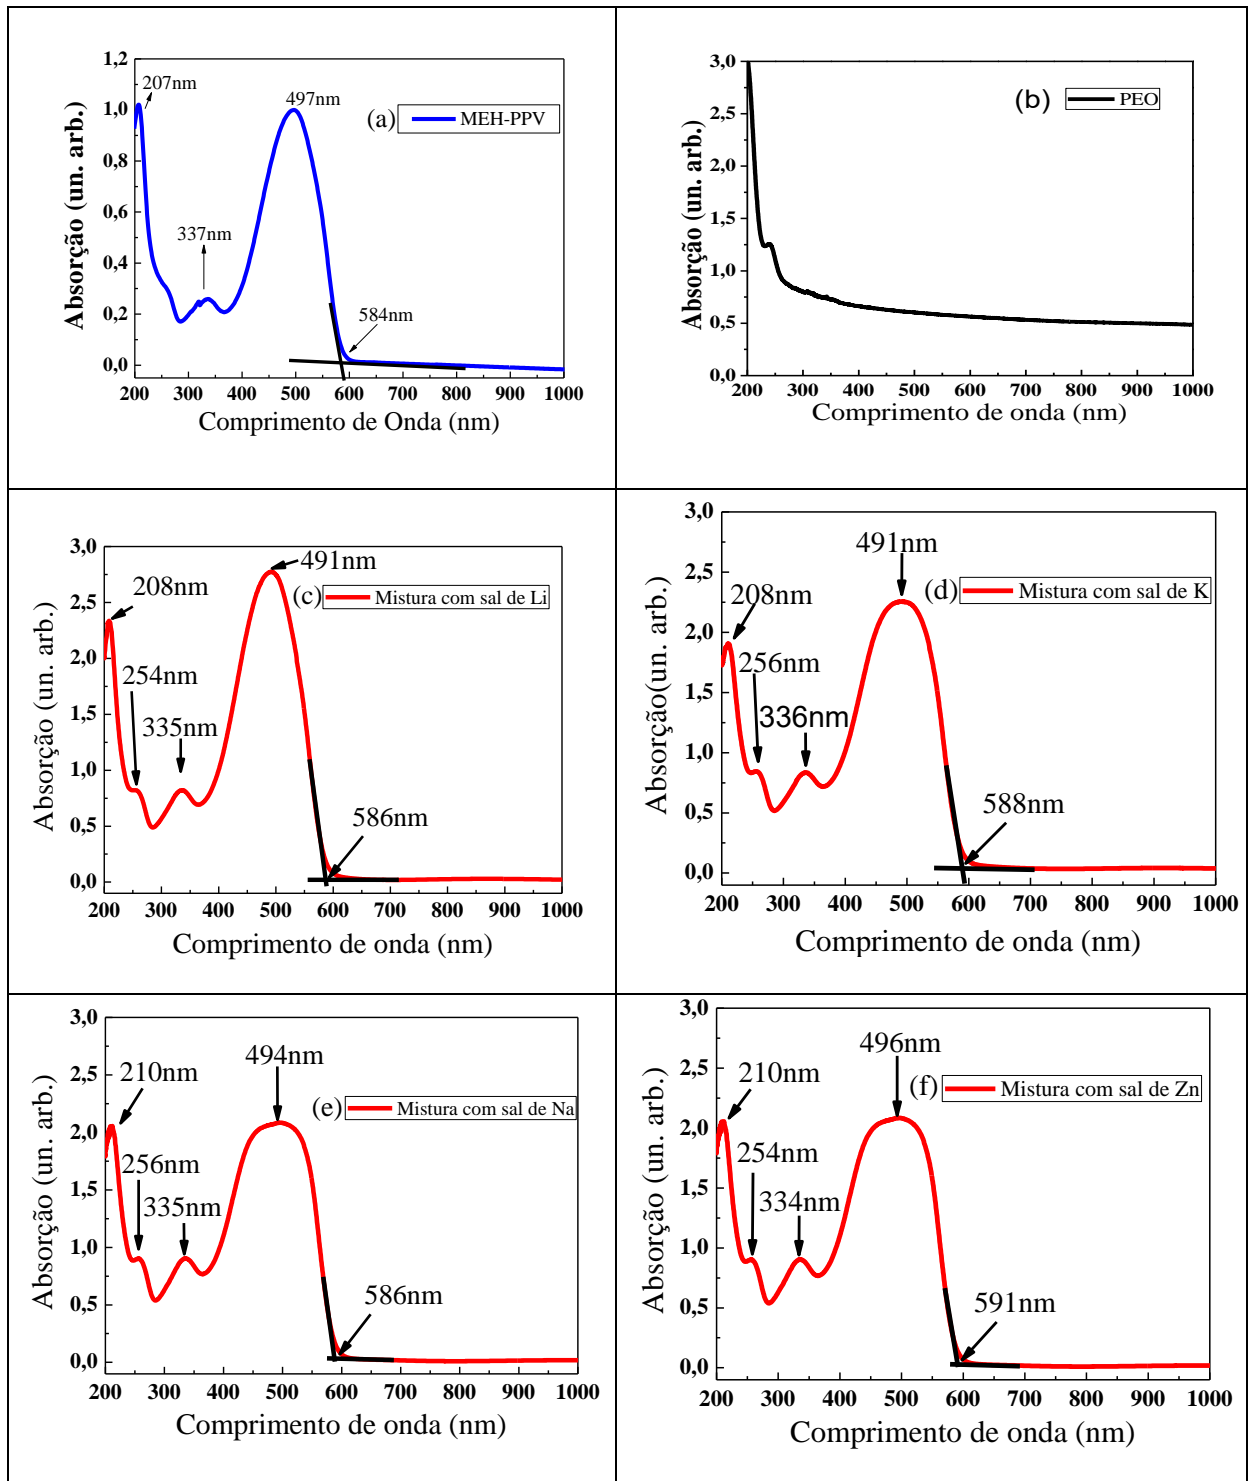 1,2
1,0
0,8
0,6
0,4
0,2
0,0
200 300 400 500 600 700 800 900 1000
Absorção (un. arb.)
Comprimento de Onda (nm)
207nm
497nm
(a) MEH-PPV
337nm
584nm
3,0
2,5
2,0
1,5
1,0
0,5
0,0
200 300 400 500 600 700 800 900 1000
Absorção (un. arb.)
Comprimento de onda (nm)
(b) PEO
3,0
2,5
2,0
1,5
1,0
0,5
0,0
200 300 400 500 600 700 800 900 1000
Absorção (un. arb.)
Comprimento de onda (nm)
491nm
208nm
(c) Mistura com sal de Li
254nm
335nm
586nm
3,0
2,5
2,0
1,5
1,0
0,5
0,0
200 300 400 500 600 700 800 900 1000
Absorção(un. arb.)
Comprimento de onda (nm)
491nm
208nm
(d) Mistura com sal de K
256nm
336nm
588nm
3,0
2,5
2,0
1,5
1,0
0,5
0,0
200 300 400 500 600 700 800 900 1000
Absorção (un. arb.)
Comprimento de onda (nm)
494nm
210nm
(e) Mistura com sal de Na
256nm
335nm
586nm
3,0
2,5
2,0
1,5
1,0
0,5
0,0
200 300 400 500 600 700 800 900 1000
Absorção (un. arb.)
Comprimento de onda (nm)
496nm
210nm
(f) Mistura com sal de Zn
254nm
334nm
591nm